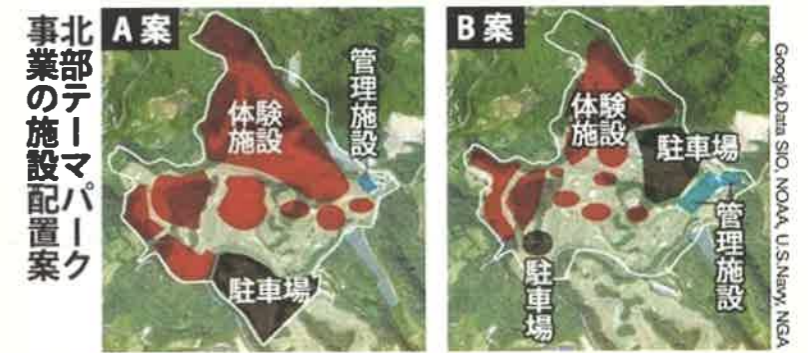 北部テーマパーク
事業の施設配置案
A案
体験
施設
管理施設
駐車場
B案
体験
施設
駐車場
管理施設
駐車場
Google,Data SIO, NOAA, U.S.Navy, NGA